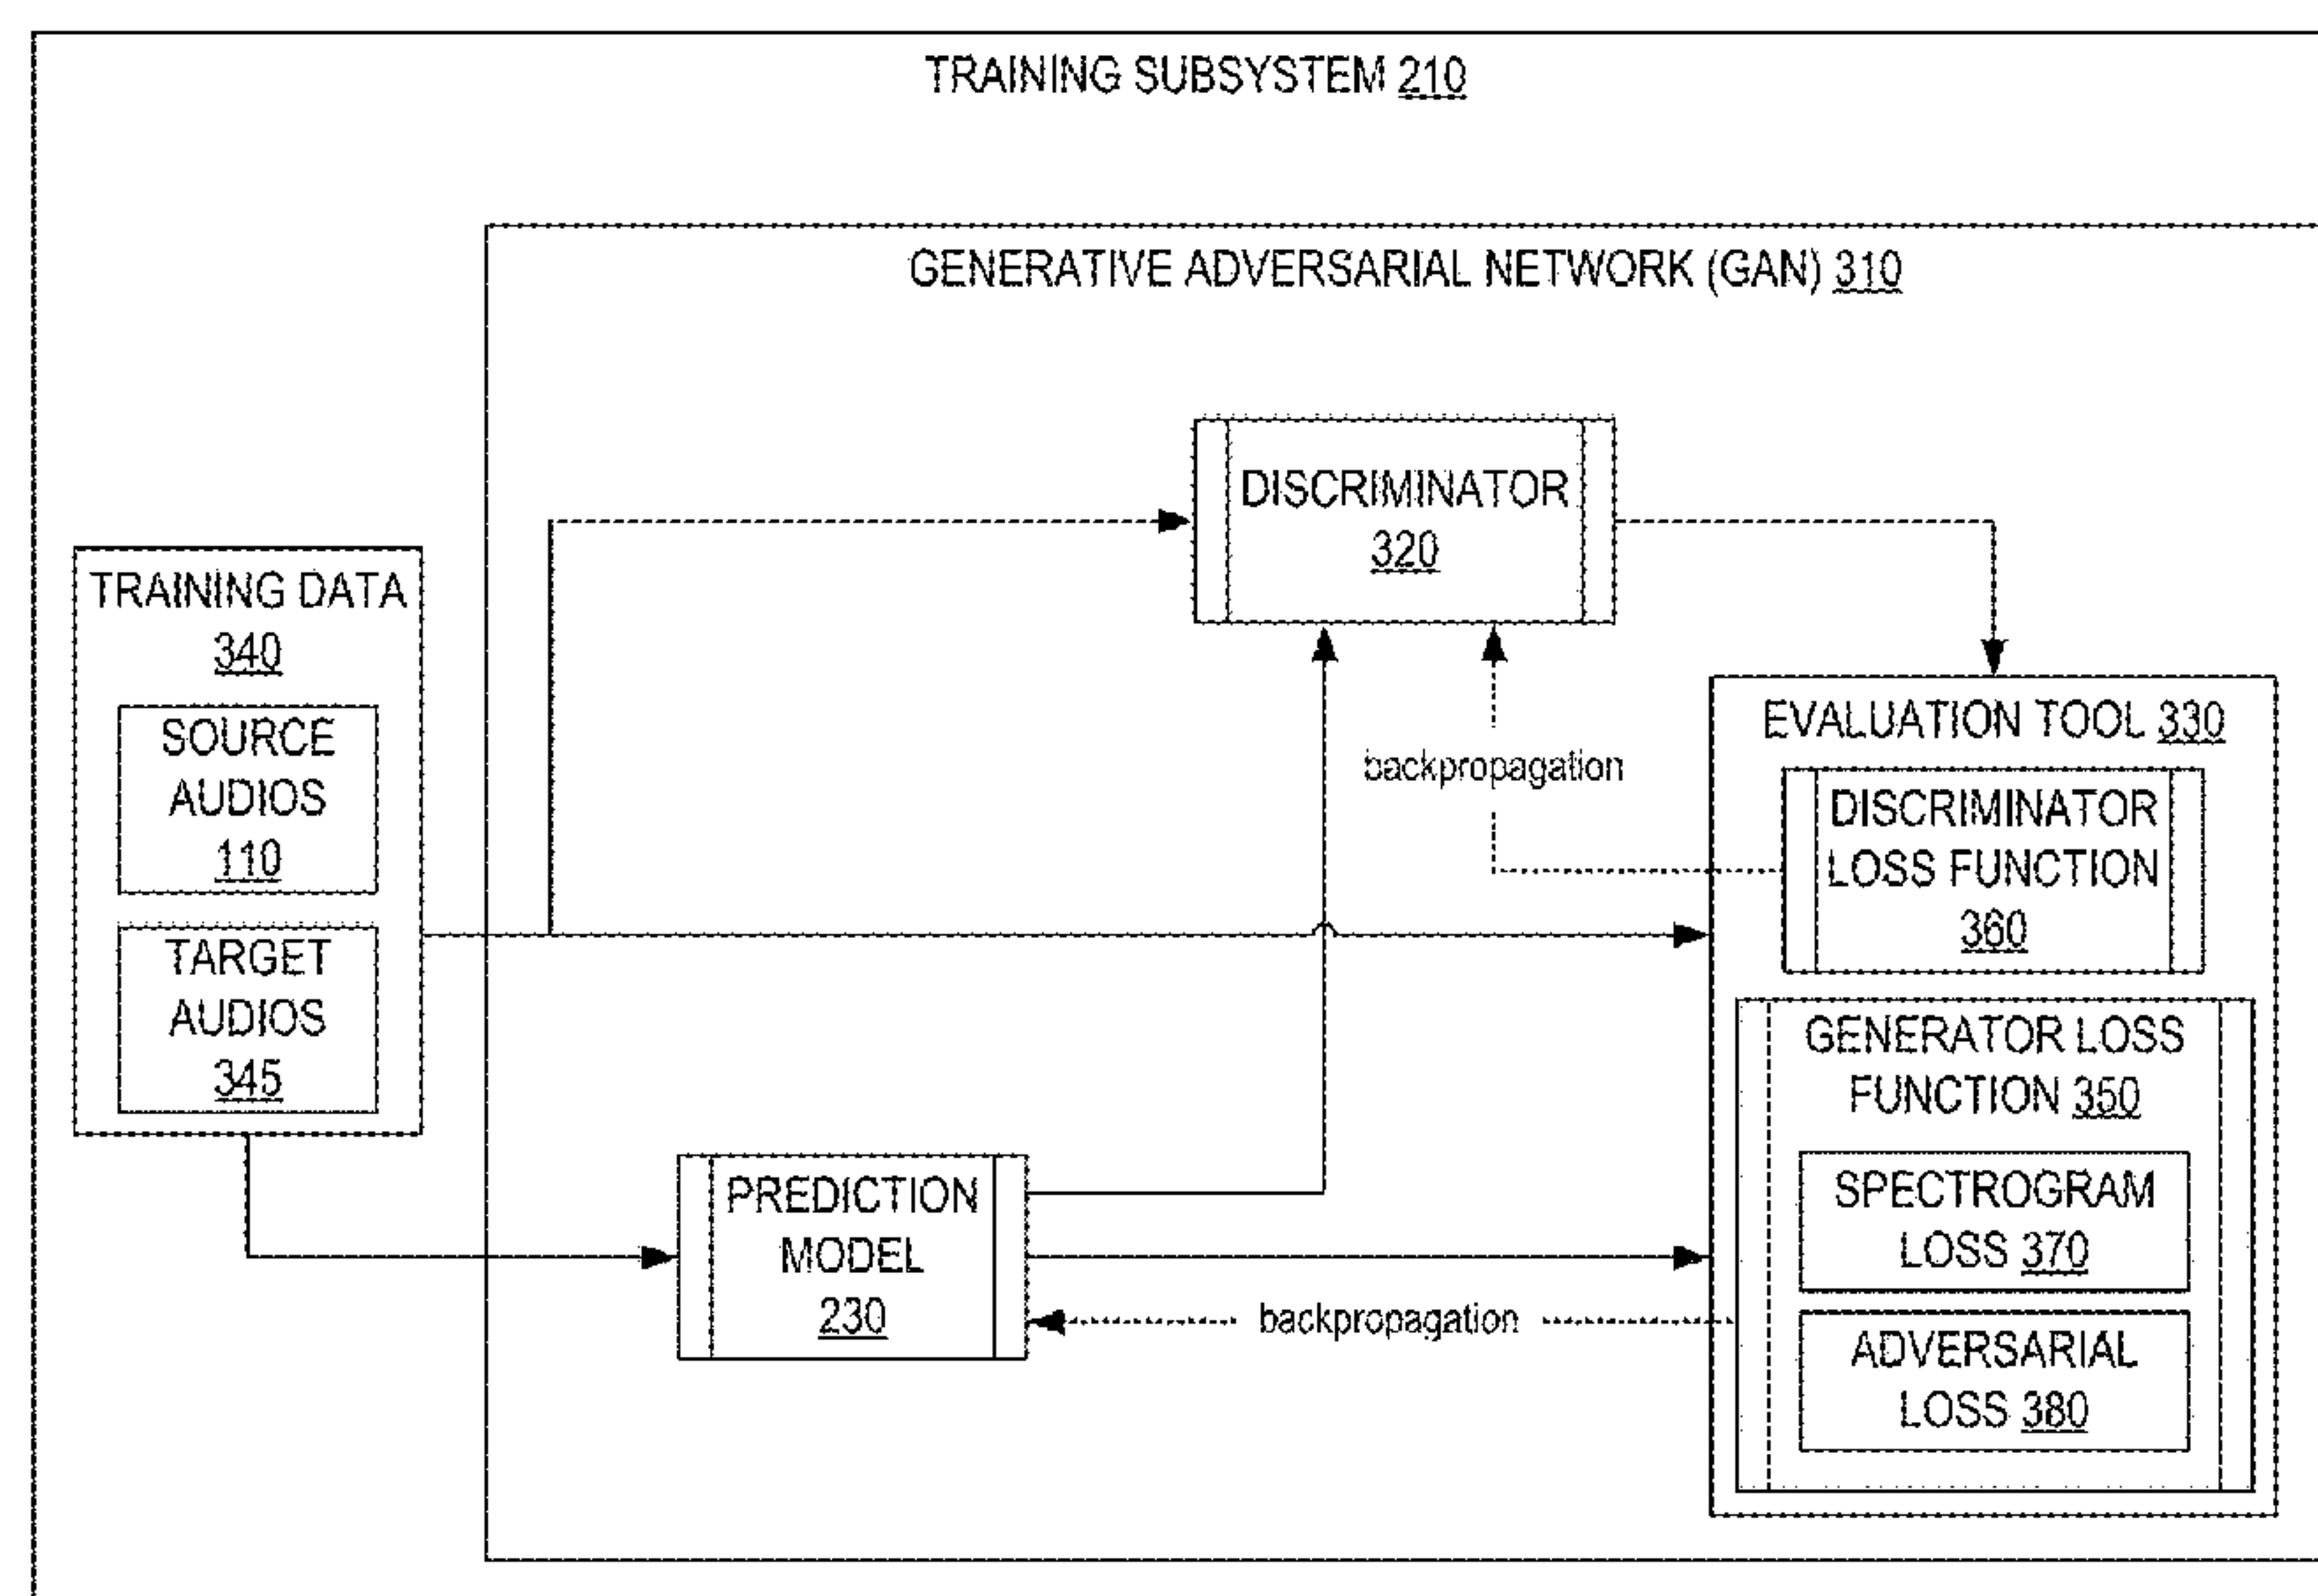 TRAINING SUBSYSTEM 210
GENERATIVE ADVERSARIAL NETWORK (GAN) 310
DISCRIMINATOR
320
TRAINING DATA
340
SOURCE
AUDIOS
110
TARGET
AUDIOS
345
backpropagation
EVALUATION TOOL 330
DISCRIMINATOR
LOSS FUNCTION
360
GENERATOR LOSS
FUNCTION 350
SPECTROGRAM
LOSS 370
ADVERSARIAL
LOSS 380
PREDICTION
MODEL
230
backpropagation